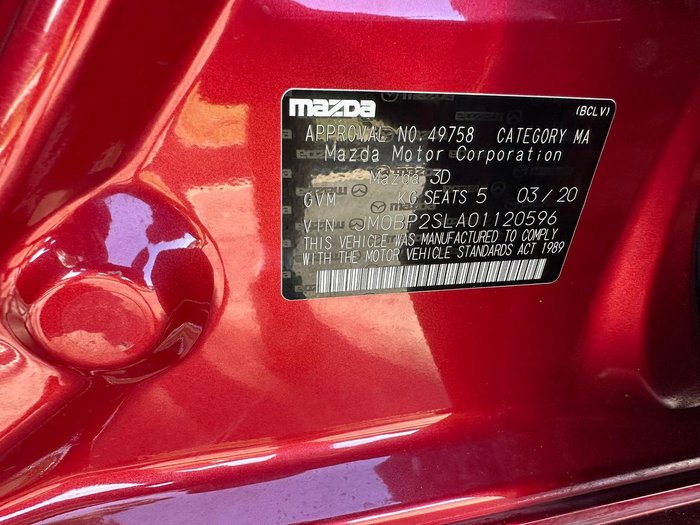 mazda (BCLV)
APPROVAL NO.49758 CATEGORY MA
Mazda Motor Corporation
Mazda 3D
GVM SEATS 5 03/20
VIN JM0BP2SLA01120596
THIS VEHICLE WAS MANUFACTURED TO COMPLY
WITH THE MOTOR VEHICLE STANDARDS ACT 1989